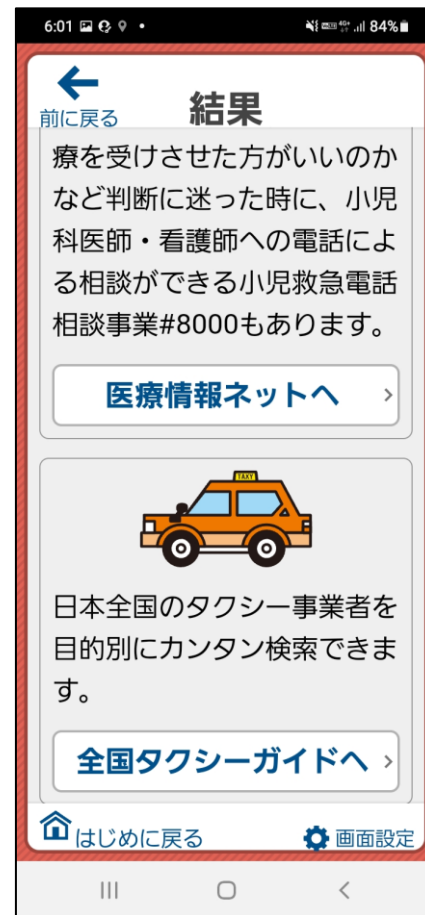 6:01
84%
前に戻る
結果
療を受けさせた方がいいのか
など判断に迷った時に、小児
科医師・看護師への電話によ
る相談ができる小児救急電話
相談事業#8000もあります。
医療情報ネットへ
TAXY
日本全国のタクシー事業者を
目的別にカンタン検索できま
す。
全国タクシーガイドへ
はじめに戻る
画面設定